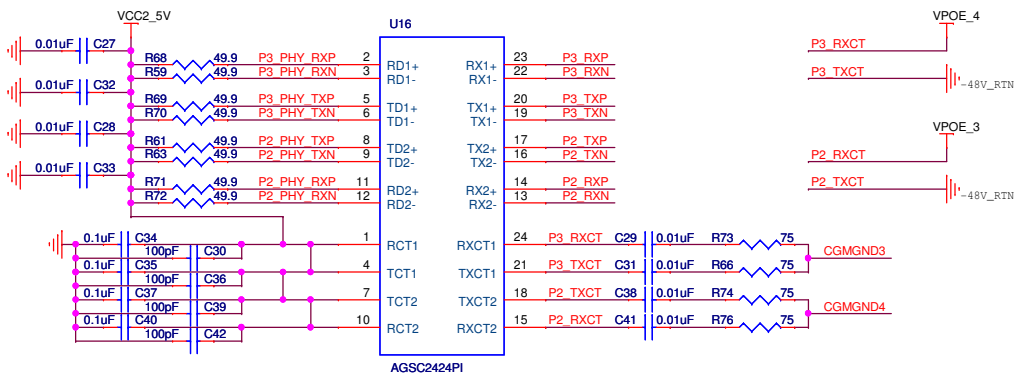 VCC2_5V
U16
VPOE_4
0.01uF C27
R68 49.9 P3_PHY_RXP 2 RD1+ RX1+ 23 P3_RXP
P3_RXCT
R59 49.9 P3_PHY_RXN 3 RD1- RX1- 22 P3_RXN
P3_TXCT
-48V_RTN
0.01uF C32
R69 49.9 P3_PHY_TXP 5 TD1+ TX1+ 20 P3_TXP
R70 49.9 P3_PHY_TXN 6 TD1- TX1- 19 P3_TXN
0.01uF C28
VPOE_3
R61 49.9 P2_PHY_TXP 8 TD2+ TX2+ 17 P2_TXP
R63 49.9 P2_PHY_TXN 9 TD2- TX2- 16 P2_TXN
P2_RXCT
0.01uF C33
R71 49.9 P2_PHY_RXP 11 RD2+ RX2+ 14 P2_RXP
P2_TXCT
R72 49.9 P2_PHY_RXN 12 RD2- RX2- 13 P2_RXN
-48V_RTN
0.1uF C34 1 RCT1 RXCT1 24 P3_RXCT C29 0.01uF R73 75
100pF C30
CGMGND3
0.1uF C35 4 TCT1 TXCT1 21 P3_TXCT C31 0.01uF R66 75
100pF C36
0.1uF C37 7 TCT2 TXCT2 18 P2_TXCT C38 0.01uF R74 75
100pF C39
CGMGND4
0.1uF C40 10 RCT2 RXCT2 15 P2_RXCT C41 0.01uF R76 75
100pF C42
AGSC2424PI